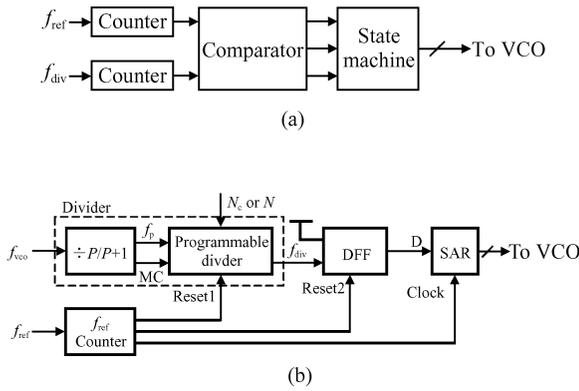 f_ref
Counter
Comparator
State
machine
To VCO
f_div
Counter
(a)
N_c or N
Divider
f_vco
÷P/P+1
f_p
MC
Programmable
divder
f_div
DFF
D
SAR
To VCO
Reset1
Reset2
Clock
f_ref
f_ref
Counter
(b)